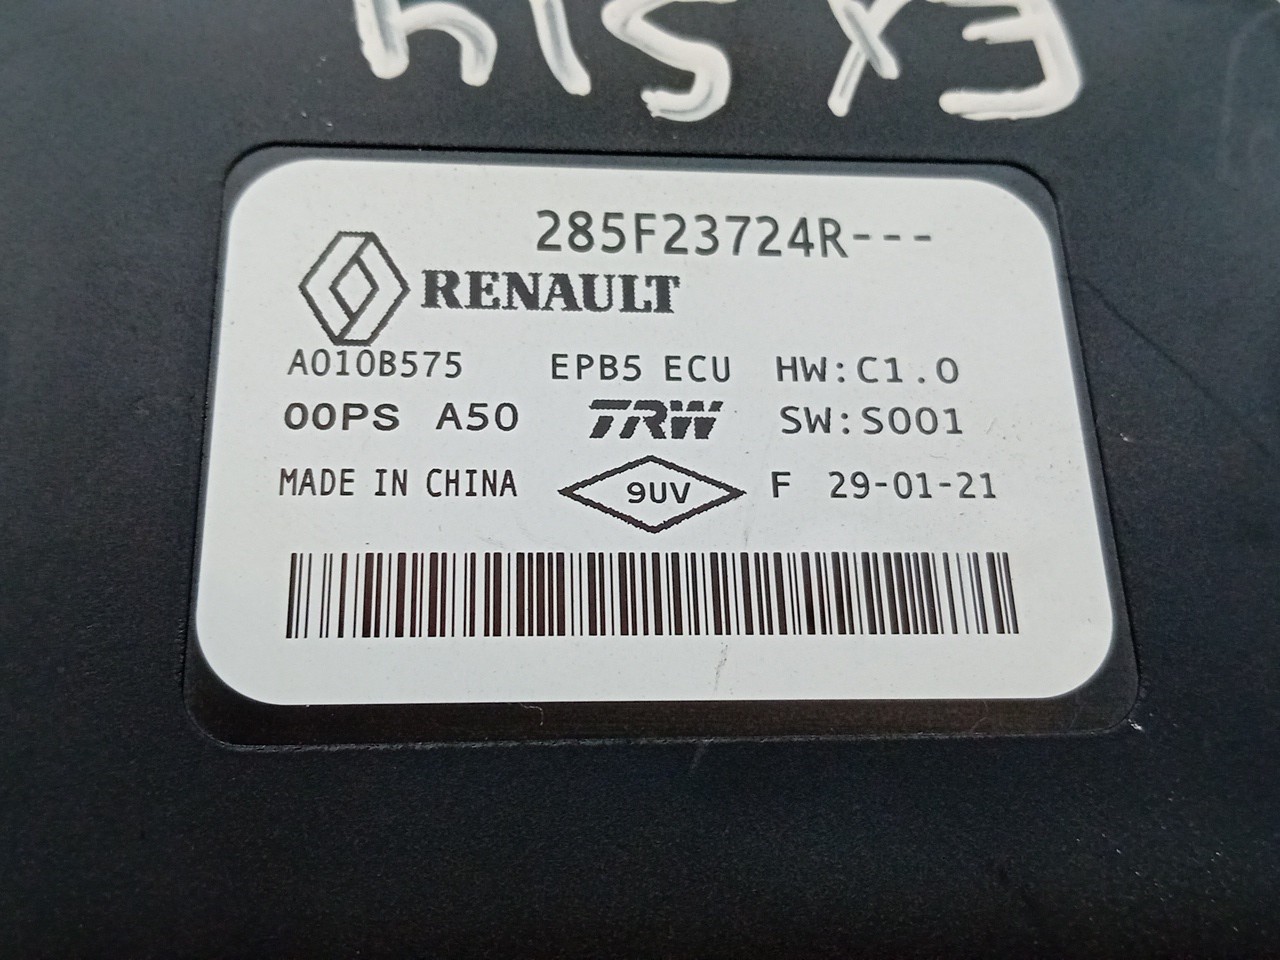 285F23724R---
RENAULT
A010B575 EPB5 ECU HW:C1.0
00PS A50 TRW SW:S001
MADE IN CHINA 9UV F 29-01-21